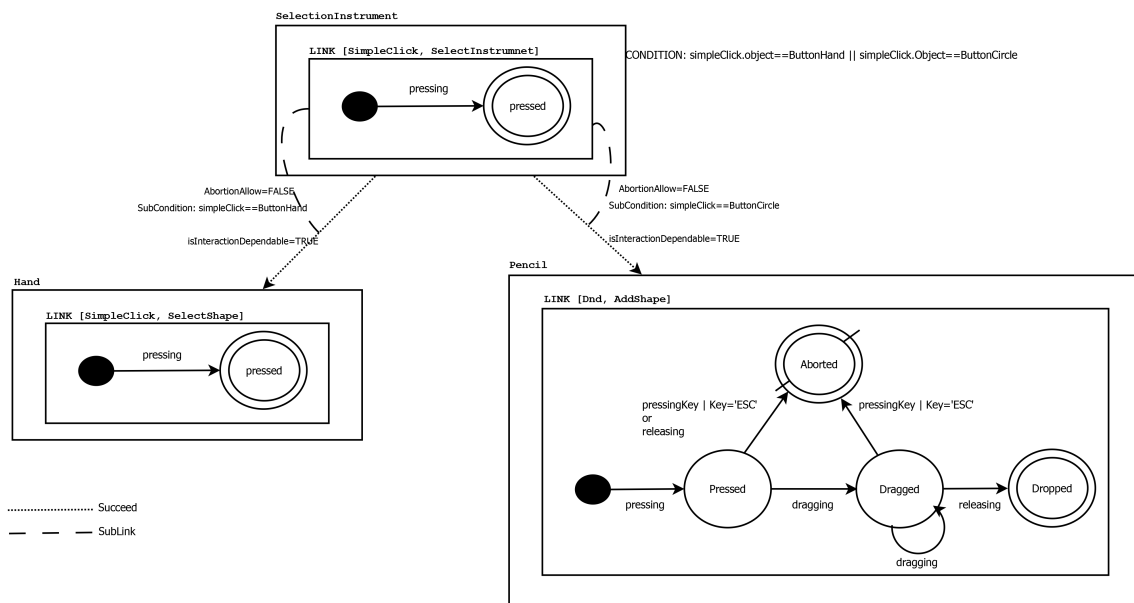 SelectionInstrument
LINK [SimpleClick, SelectInstrumnet]
CONDITION: simpleClick.object==ButtonHand || simpleClick.Object==ButtonCircle
pressing
pressed
AbortionAllow=FALSE
SubCondition: simpleClick==ButtonHand
isInteractionDependable=TRUE
AbortionAllow=FALSE
SubCondition: simpleClick==ButtonCircle
isInteractionDependable=TRUE
Hand
LINK [SimpleClick, SelectShape]
pressing
pressed
Pencil
LINK [Dnd, AddShape]
Aborted
pressingKey | Key='ESC'
or
releasing
pressingKey | Key='ESC'
pressing
Pressed
dragging
Dragged
releasing
Dropped
dragging
Succeed
SubLink